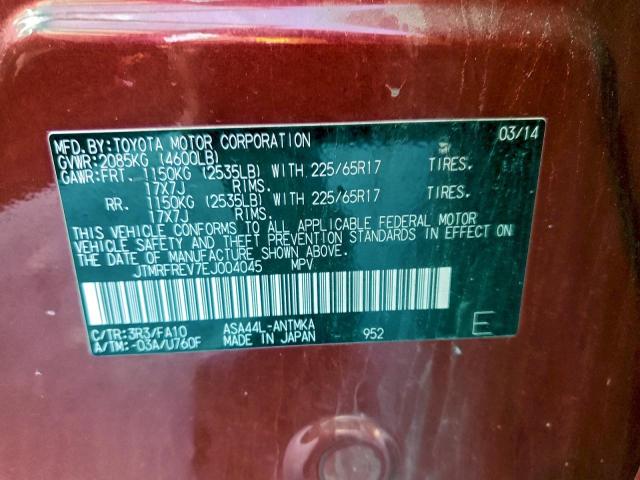 MFD.BY:TOYOTA MOTOR CORPORATION 03/14
GVWR:2085KG (4600LB)
GAWR:FRT. 1150KG (2535LB) WITH 225/65R17 TIRES.
17X7J RIMS.
RR. 1150KG (2535LB) WITH 225/65R17 TIRES.
17X7J RIMS.
THIS VEHICLE CONFORMS TO ALL APPLICABLE FEDERAL MOTOR
VEHICLE SAFETY AND THEFT PREVENTION STANDARDS IN EFFECT ON
THE DATE OF MANUFACTURE SHOWN ABOVE.
JTMRFREV7EJ004045 MPV
C/TR:3R3/FA10 ASA44L-ANTMKA 952 E
A/TM:-03A/U760F MADE IN JAPAN